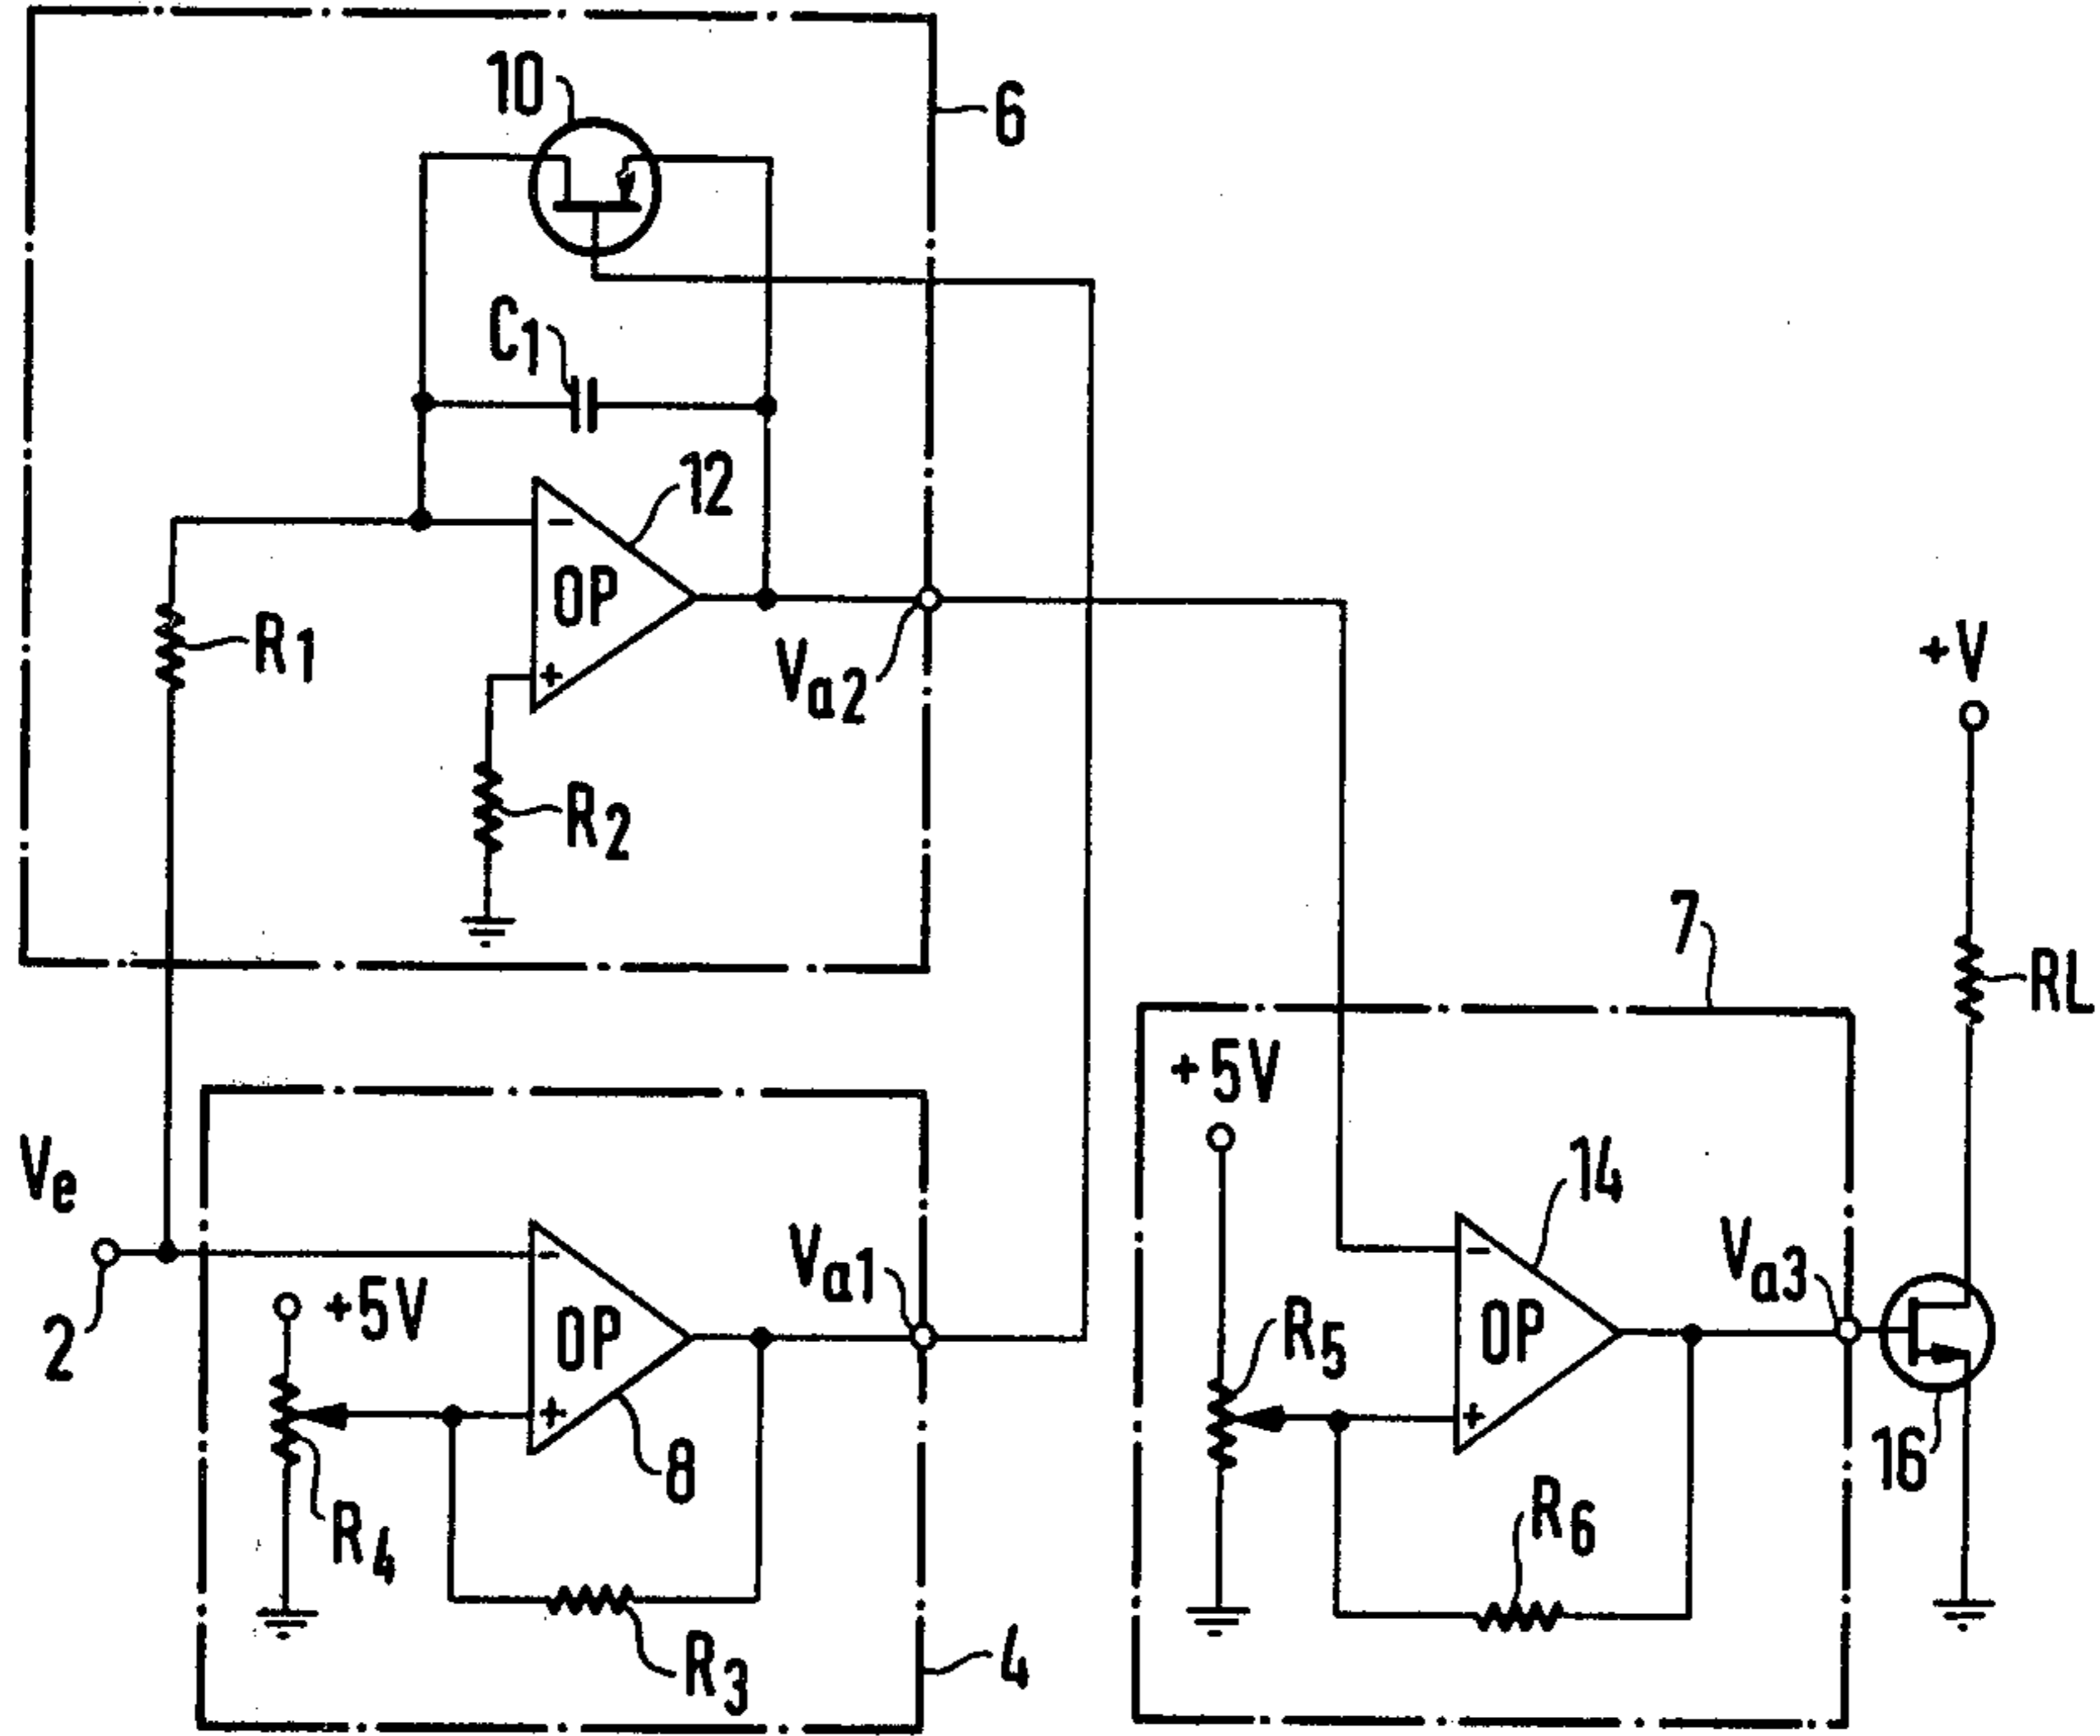 10
6
C1
12
- OP +
R1
Va2
R2
+V
7
RL
+5V
Ve
14
- OP +
Va1
Va3
2
+5V
- OP +
R5
8
16
R4
R6
R3
4